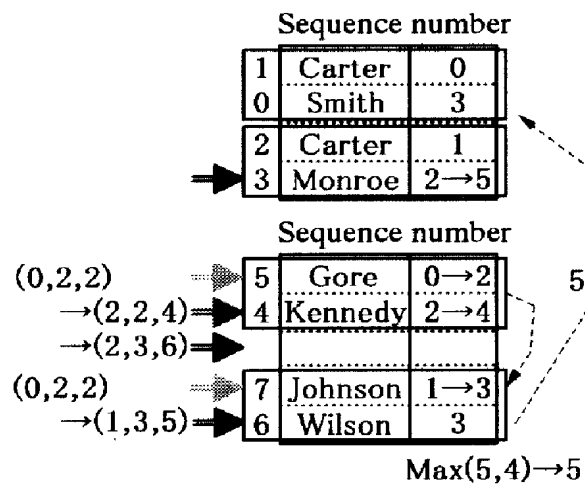 Sequence number
1 Carter 0
0 Smith 3
2 Carter 1
3 Monroe 2→5
Sequence number
(0,2,2) 5 Gore 0→2 5
→(2,2,4) 4 Kennedy 2→4
→(2,3,6)
(0,2,2) 7 Johnson 1→3
→(1,3,5) 6 Wilson 3
Max(5,4)→5